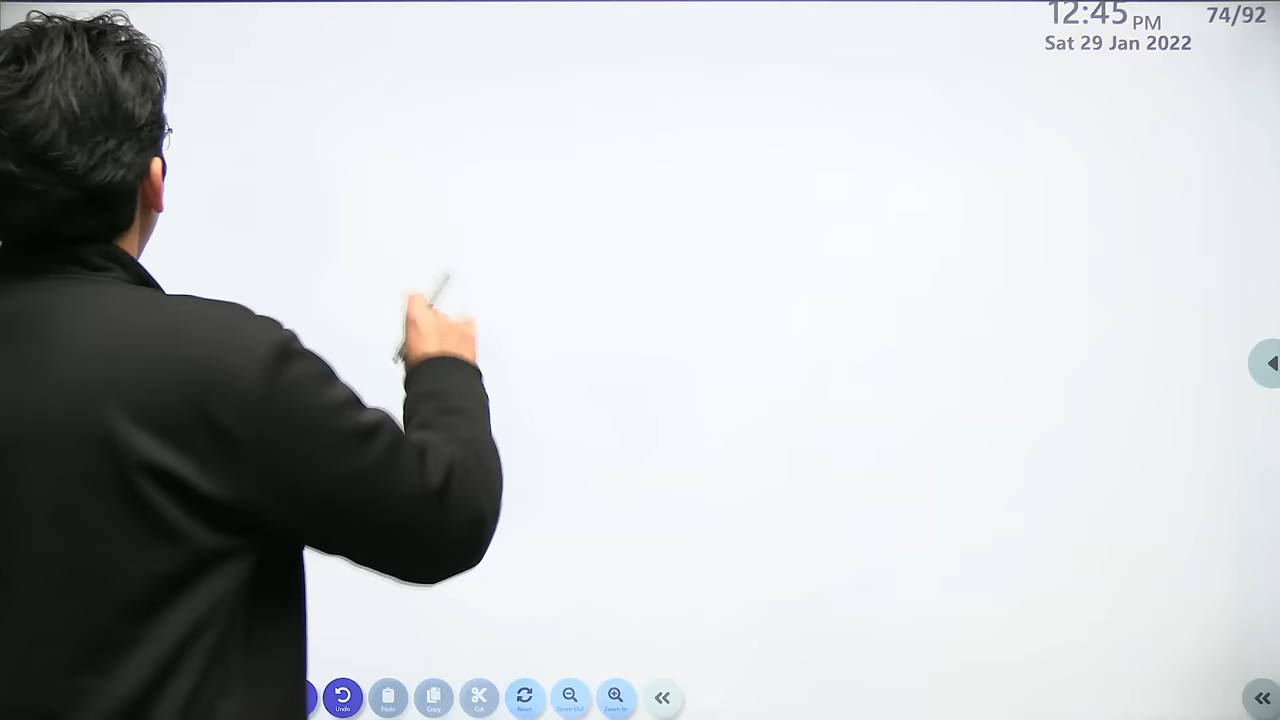 12:45 PM 74/92
Sat 29 Jan 2022
Undo Paste Copy Cut Reset Zoom Out Zoom In